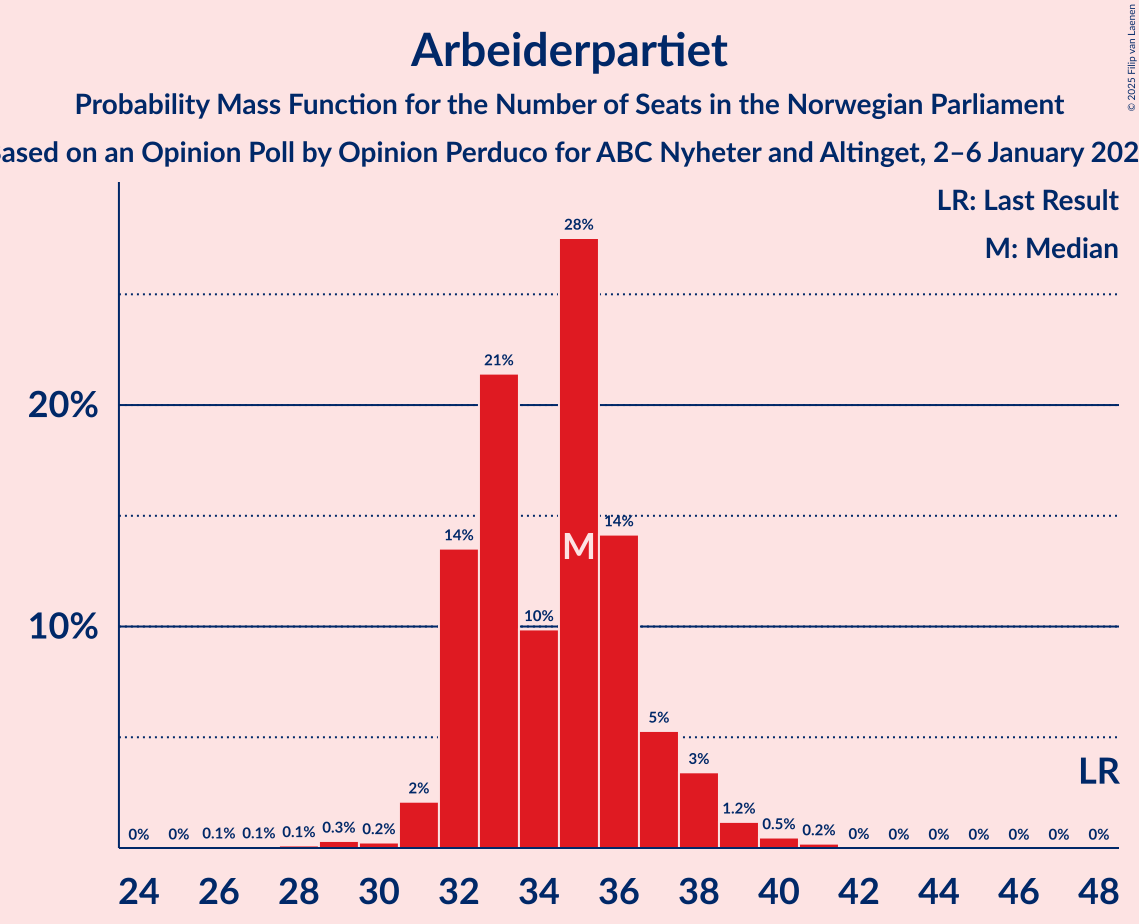 Arbeiderpartiet
Probability Mass Function for the Number of Seats in the Norwegian Parliament
on an Opinion Poll by Opinion Perduco for ABC Nyheter and Altinget, 2–6 January
© 2025 Filip van Laenen
LR: Last Result
M: Median
28%
21%
20%
14%
14%
M
10%
10%
5%
3%
LR
2%
1.2%
0% 0% 0.1% 0.1% 0.1% 0.3% 0.2% 0.5% 0.2% 0% 0% 0% 0% 0% 0% 0%
24 26 28 30 32 34 36 38 40 42 44 46 48